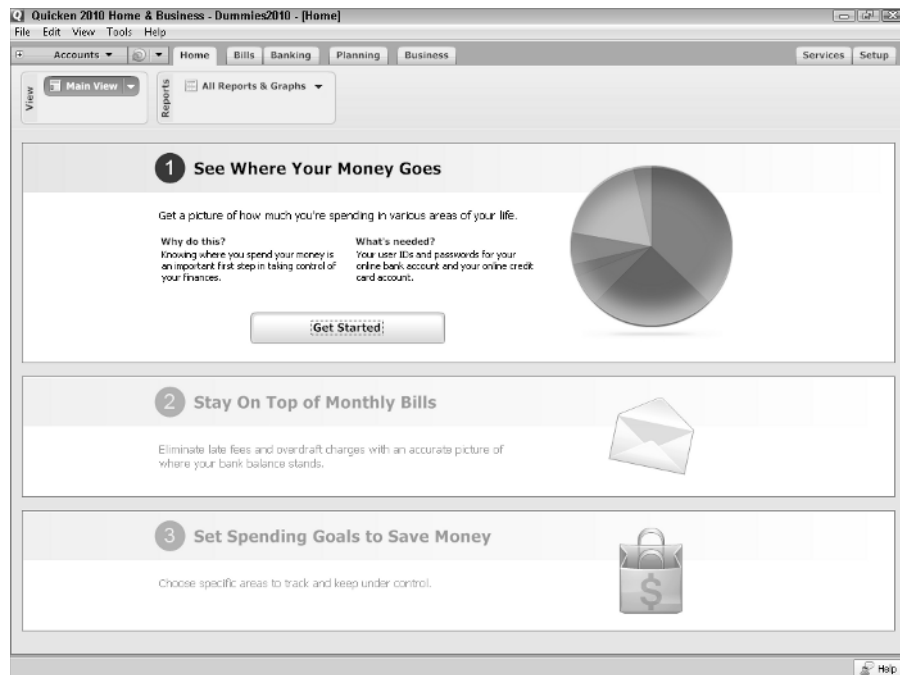 Quicken 2010 Home & Business - Dummies2010 - [Home]
File Edit View Tools Help
Accounts Home Bills Banking Planning Business Services Setup
View
Main View
Reports
All Reports & Graphs
1 See Where Your Money Goes
Get a picture of how much you're spending in various areas of your life.
Why do this?
Knowing where you spend your money is
an important first step in taking control of
your finances.
What's needed?
Your user IDs and passwords for your
online bank account and your online credit
card account.
Get Started
2 Stay On Top of Monthly Bills
Eliminate late fees and overdraft charges with an accurate picture of
where your bank balance stands.
3 Set Spending Goals to Save Money
Choose specific areas to track and keep under control.
$
Help